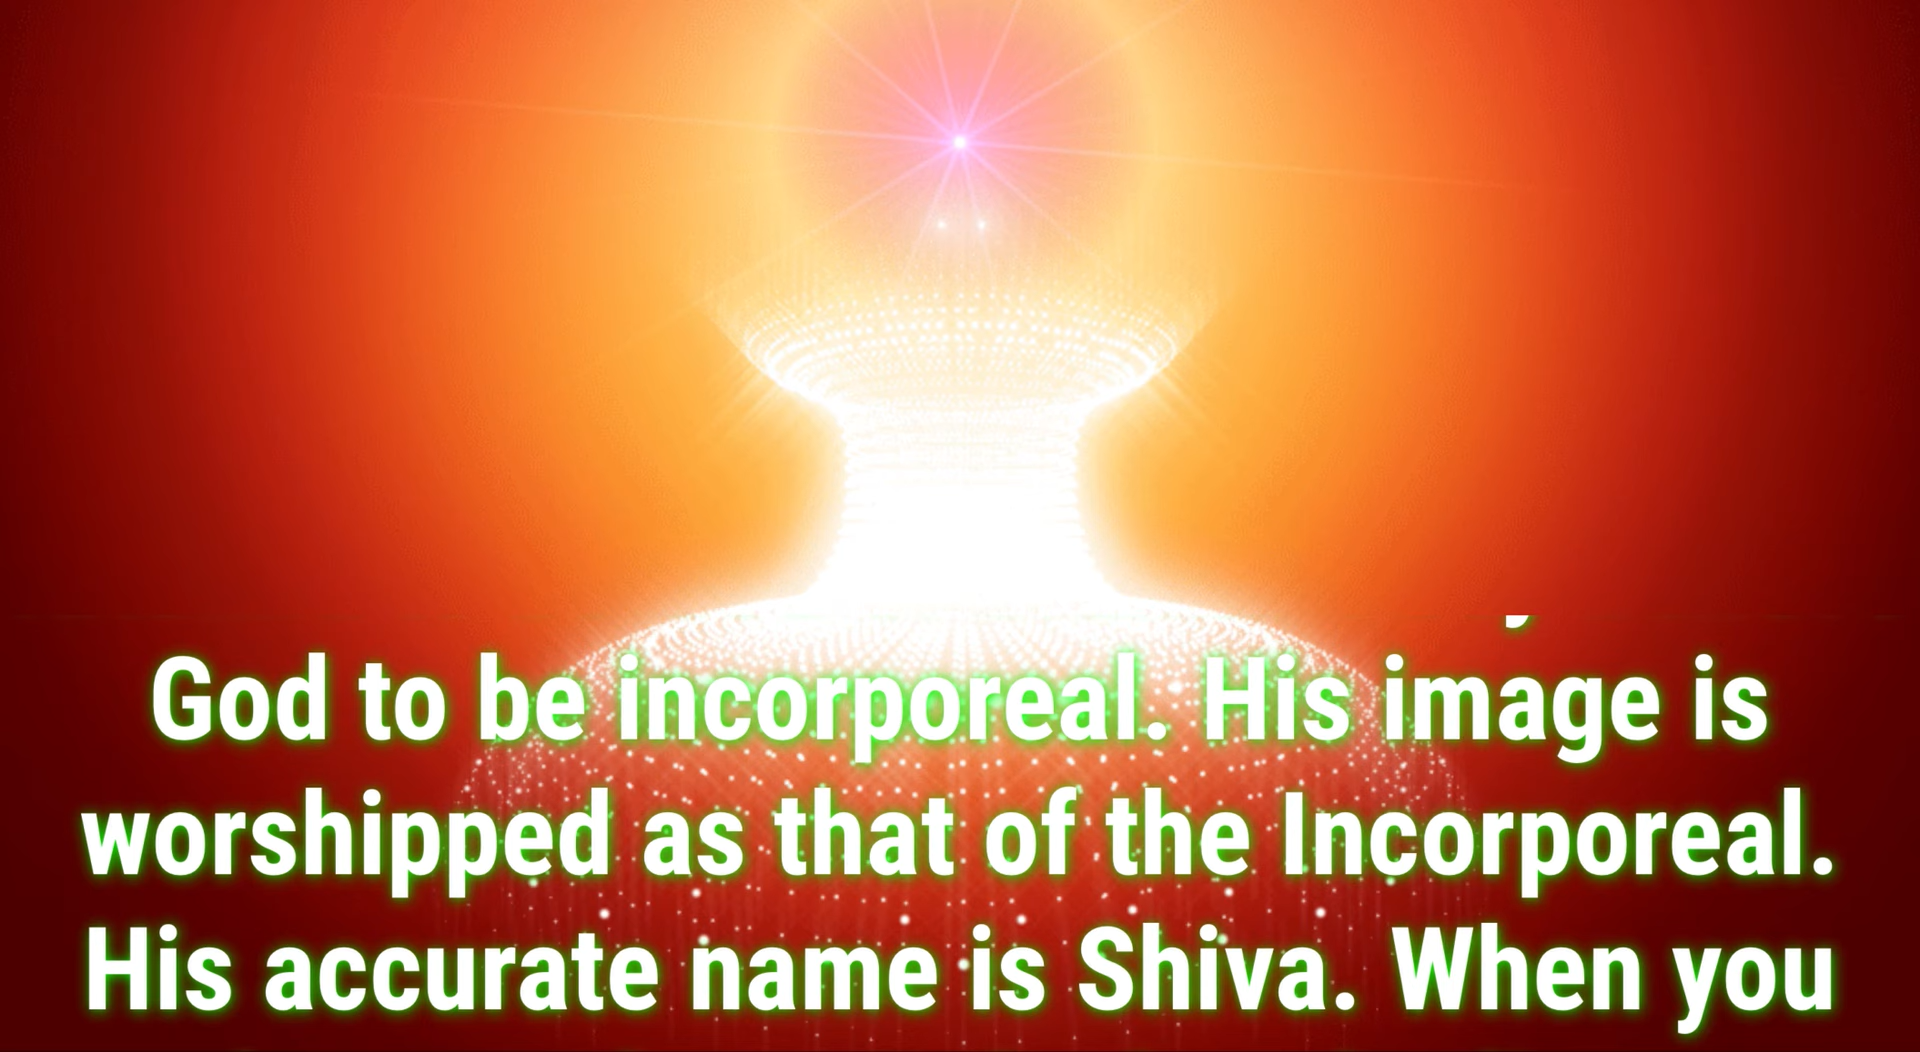 God to be incorporeal. His image is
worshipped as that of the Incorporeal.
His accurate name is Shiva. When you